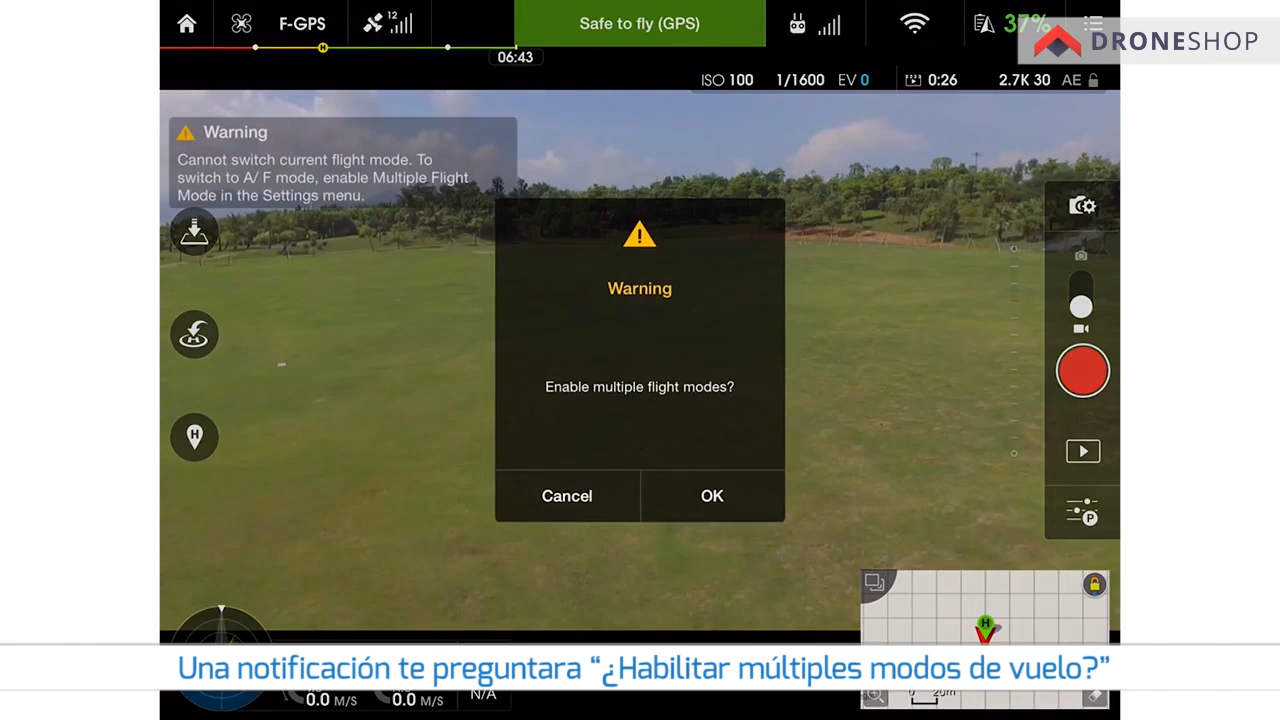 F-GPS
12
Safe to fly (GPS)
37%
DRONESHOP
H
06:43
ISO 100 1/1600 EV 0 0:26 2.7K 30 AE
Warning
Cannot switch current flight mode. To
switch to A/ F mode, enable Multiple Flight
Mode in the Settings menu.
Warning
Enable multiple flight modes?
Cancel OK
H
P
H
Una notificación te preguntara “¿Habilitar múltiples modos de vuelo?”
0.0 M/S 0.0 M/S N/A
0 20m